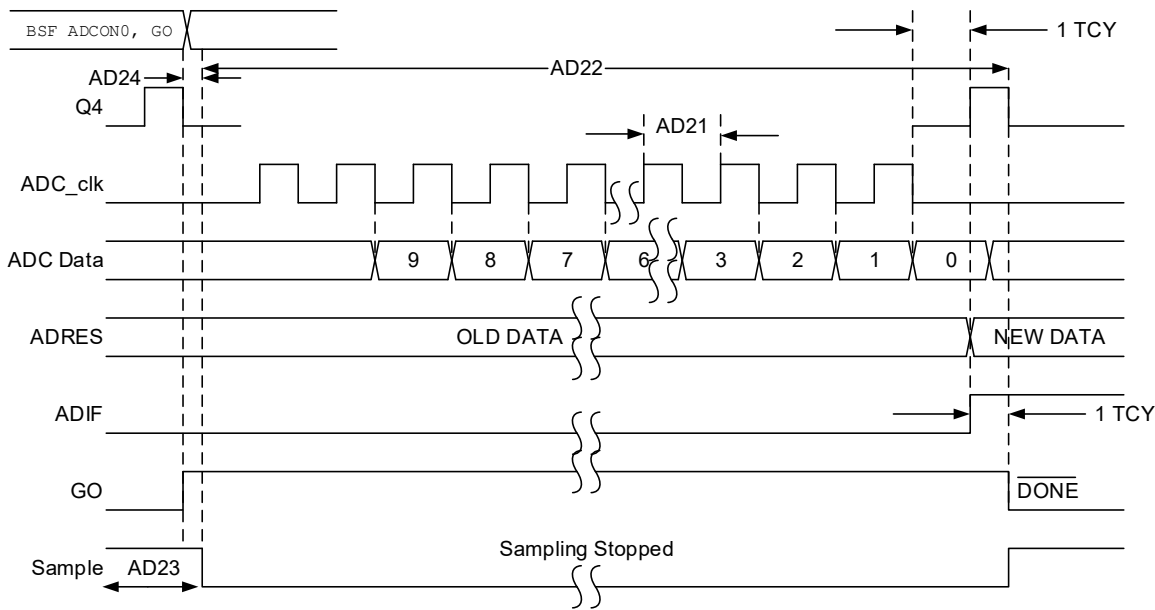 BSF ADCON0, GO
1 TCY
AD24
AD22
Q4
AD21
ADC_clk
ADC Data 9 8 7 6 3 2 1 0
ADRES OLD DATA NEW DATA
ADIF 1 TCY
GO DONE
Sampling Stopped
Sample AD23